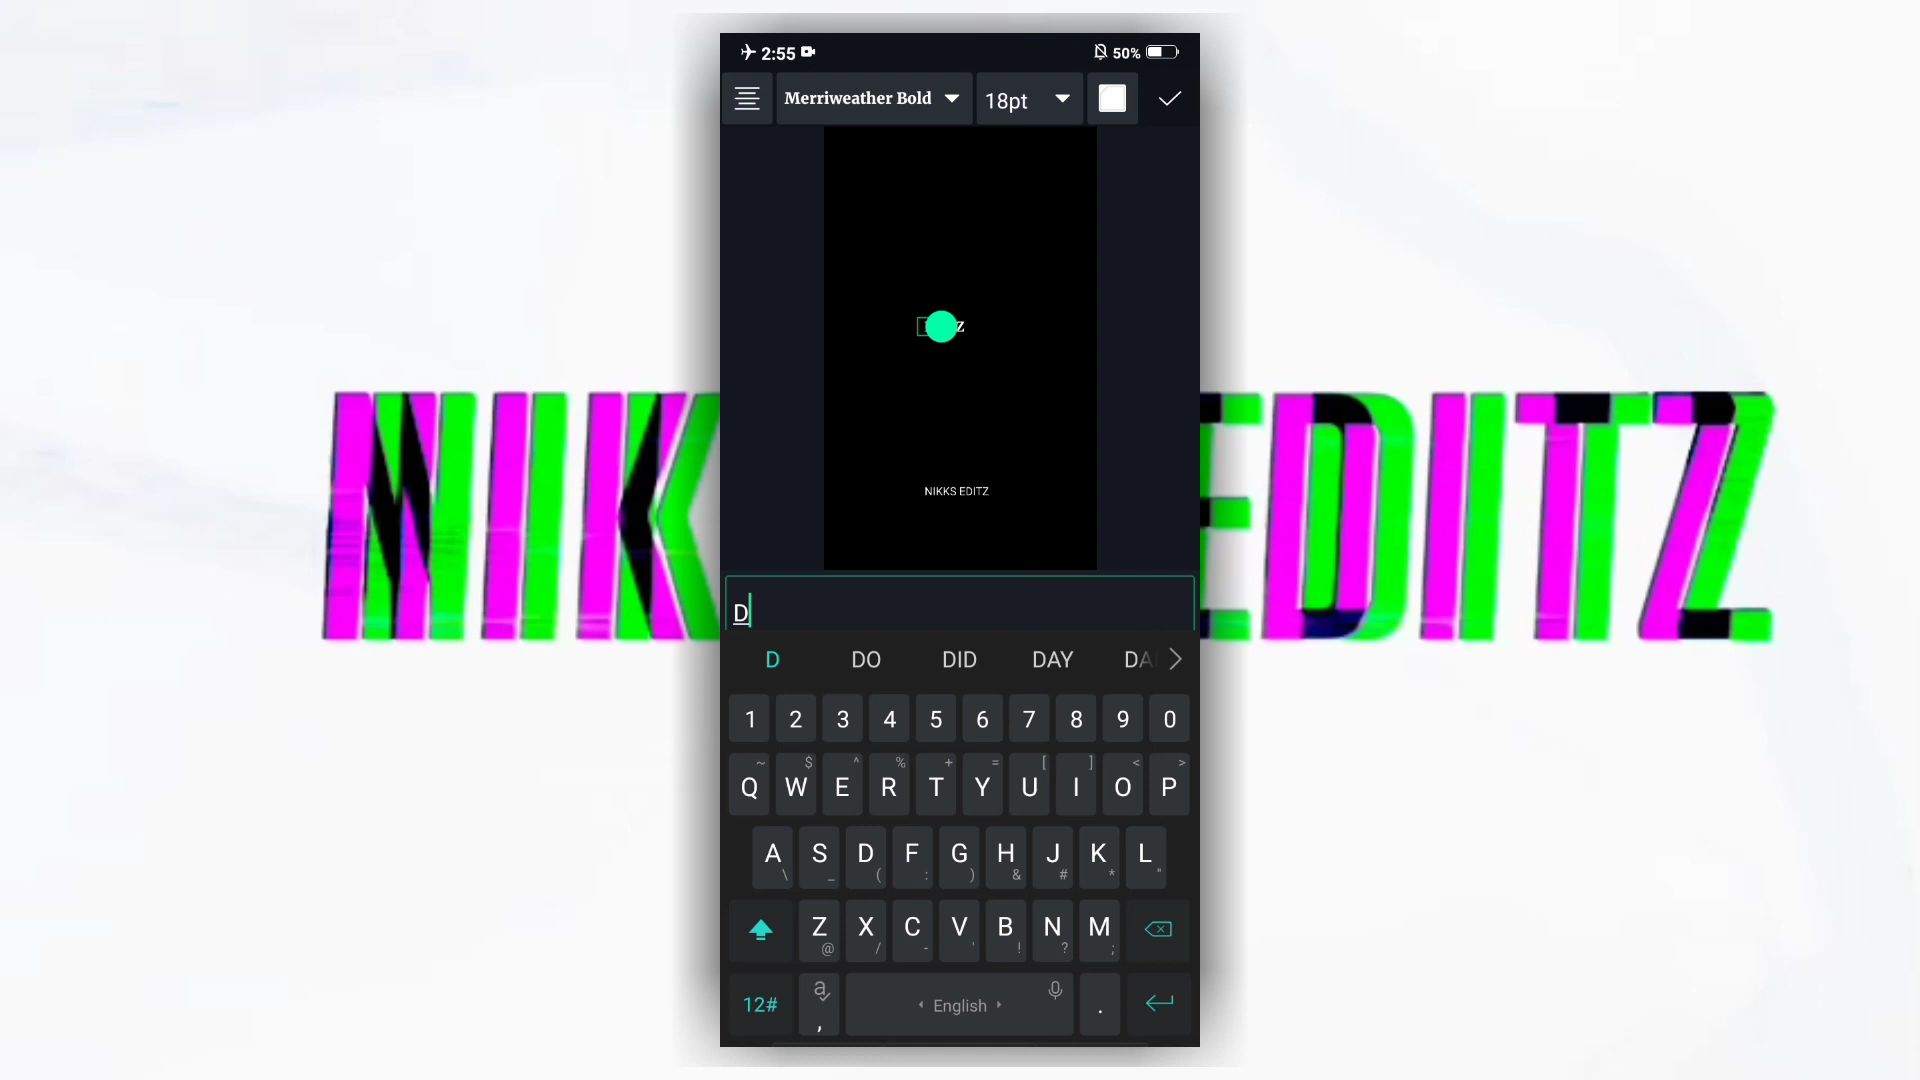 2:55 50%
Merriweather Bold 18pt
Z
NIKKS EDITZ
NIK EDITZ
D
D DO DID DAY
1 2 3 4 5 6 7 8 9 0
~ $ ^ % + = [ ] < >
Q W E R T Y U I O P
A S D F G H J K L
\ _ ( : ) & # * "
Z X C V B N M
@ / - ' ! ? ;
12# a , English .